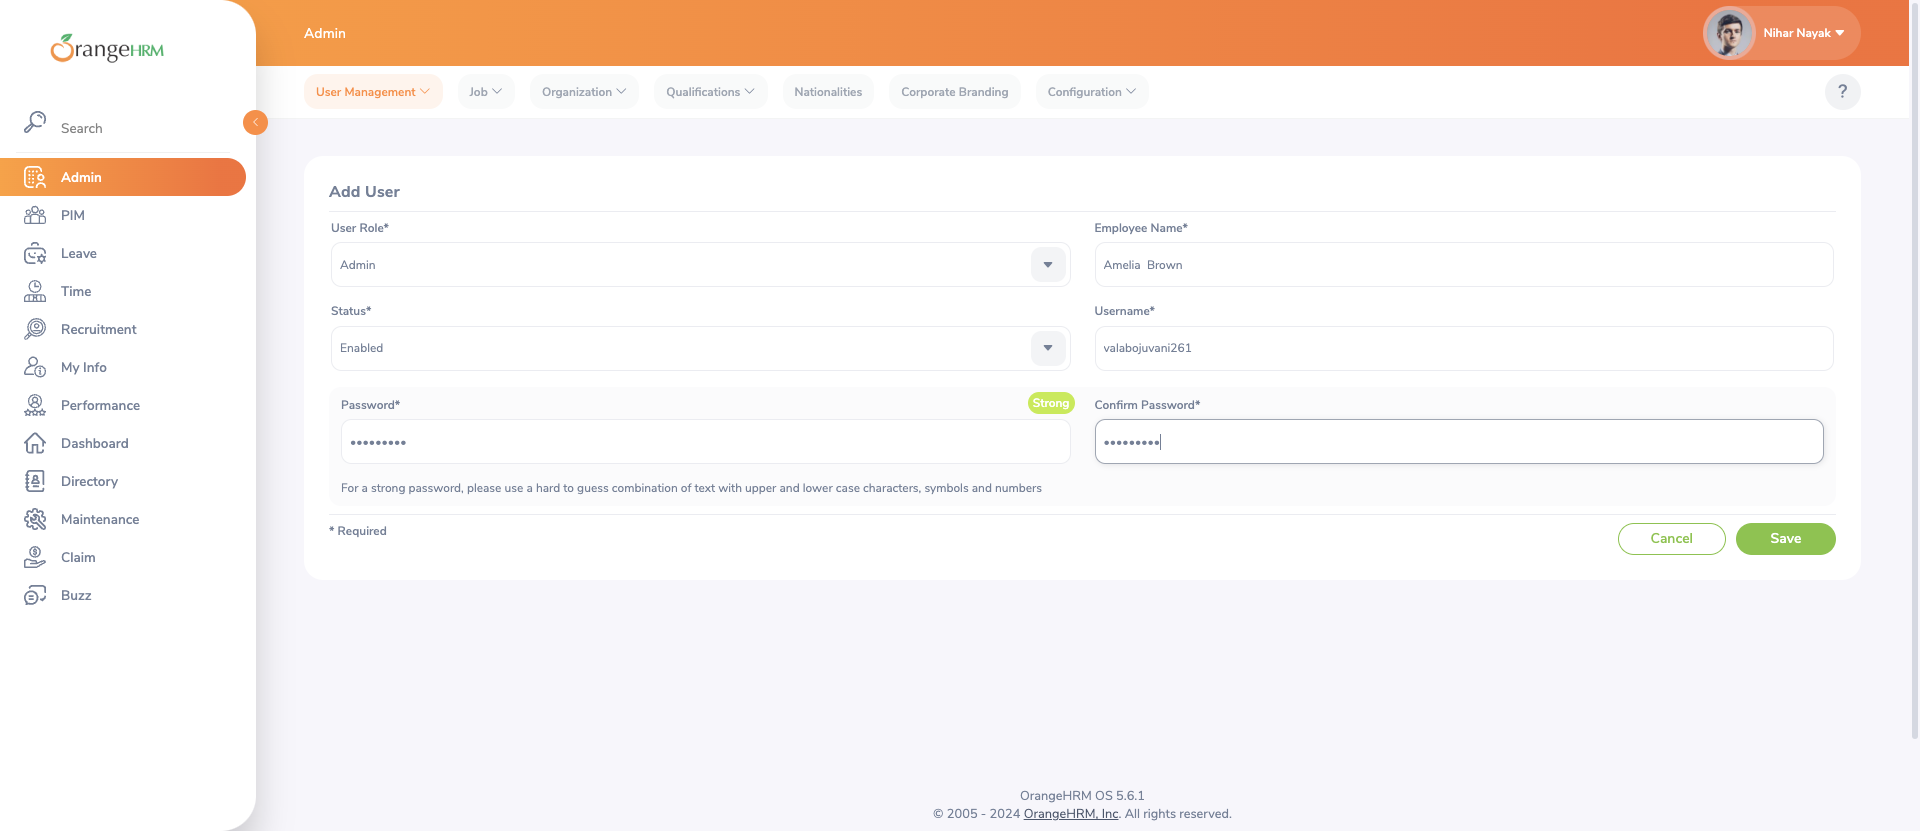 OrangeHRM
Search
Admin
PIM
Leave
Time
Recruitment
My Info
Performance
Dashboard
Directory
Maintenance
Claim
Buzz
Admin
Nihar Nayak
User Management
Job
Organization
Qualifications
Nationalities
Corporate Branding
Configuration
?
Add User
User Role*
Employee Name*
Admin
Amelia  Brown
Status*
Username*
Enabled
valabojuvani261
Password*
Strong
Confirm Password*
•••••••••
•••••••••
For a strong password, please use a hard to guess combination of text with upper and lower case characters, symbols and numbers
* Required
Cancel
Save
OrangeHRM OS 5.6.1
© 2005 - 2024 OrangeHRM, Inc. All rights reserved.